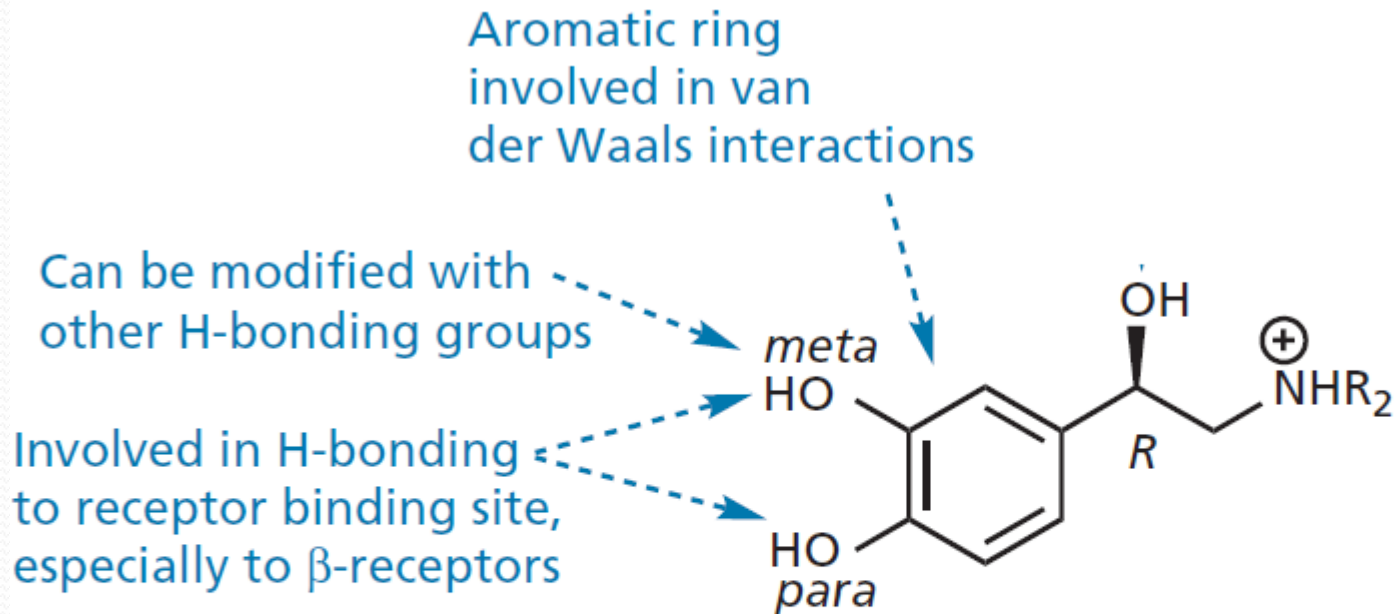 Aromatic ring
involved in van
der Waals interactions
Can be modified with
other H-bonding groups
meta
HO
OH
⊕
NHR₂
R
Involved in H-bonding
to receptor binding site,
especially to β-receptors
HO
para